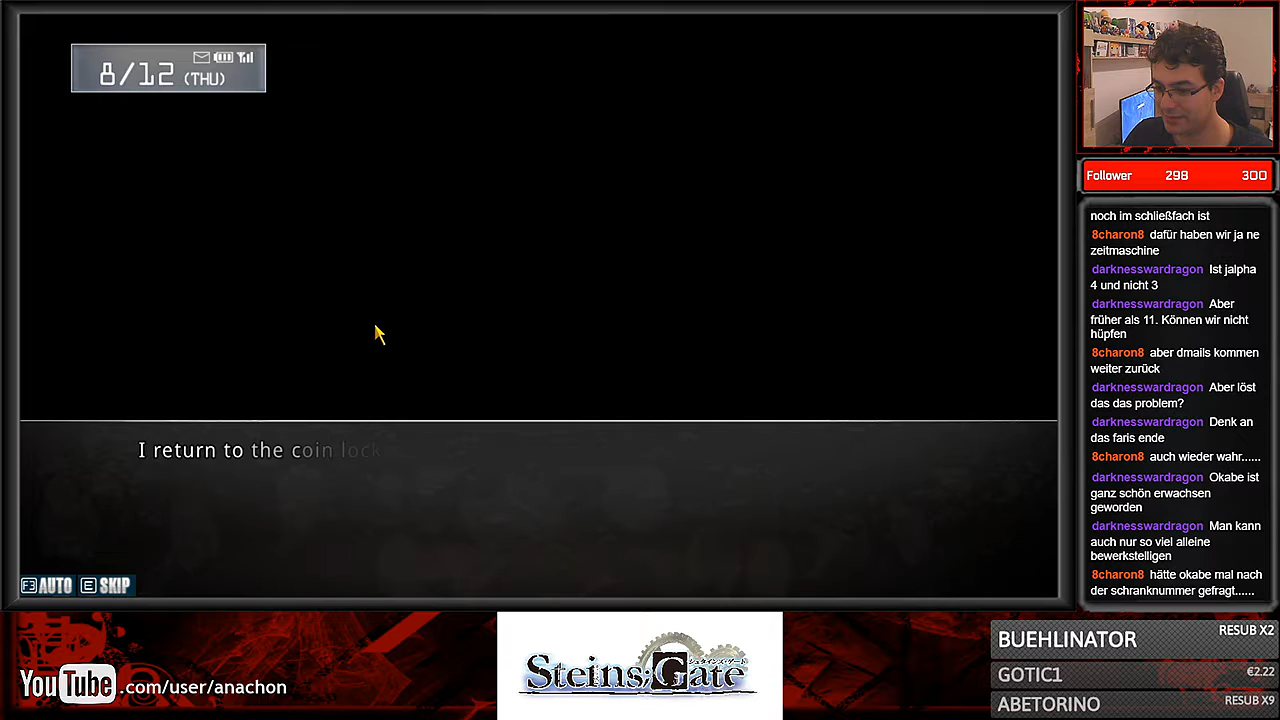 8/12 (THU)
I return to the coin lock
F3 AUTO E SKIP
Follower 298 300
noch im schließfach ist
8charon8 dafür haben wir ja ne
zeitmaschine
darknesswardragon Ist jalpha
4 und nicht 3
darknesswardragon Aber
früher als 11. Können wir nicht
hüpfen
8charon8 aber dmails kommen
weiter zurück
darknesswardragon Aber löst
das das problem?
darknesswardragon Denk an
das faris ende
8charon8 auch wieder wahr......
darknesswardragon Okabe ist
ganz schön erwachsen
geworden
darknesswardragon Man kann
auch nur so viel alleine
bewerkstelligen
8charon8 hätte okabe mal nach
der schranknummer gefragt......
YouTube.com/user/anachon
Steins;Gate
BUEHLINATOR RESUB X2
GOTIC1 €2.22
ABETORINO RESUB X9